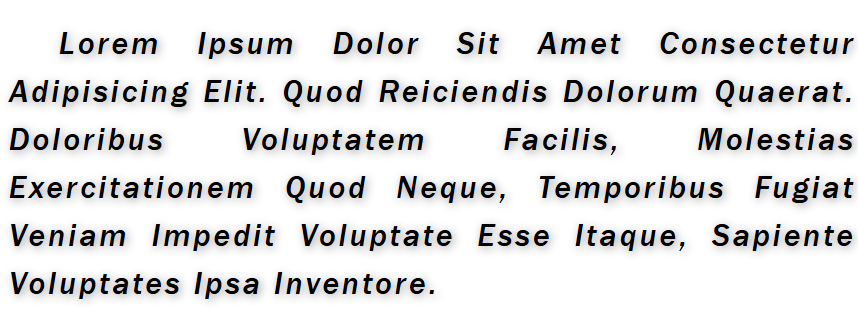 Lorem Ipsum Dolor Sit Amet Consectetur
Adipisicing Elit. Quod Reiciendis Dolorum Quaerat.
Doloribus Voluptatem Facilis, Molestias
Exercitationem Quod Neque, Temporibus Fugiat
Veniam Impedit Voluptate Esse Itaque, Sapiente
Voluptates Ipsa Inventore.